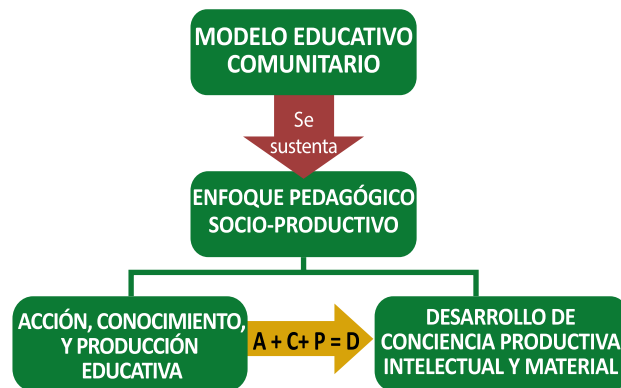 MODELO EDUCATIVO
COMUNITARIO
Se
sustenta
ENFOQUE PEDAGÓGICO
SOCIO-PRODUCTIVO
ACCIÓN, CONOCIMIENTO,
Y PRODUCCIÓN
EDUCATIVA
A + C+ P = D
DESARROLLO DE
CONCIENCIA PRODUCTIVA
INTELECTUAL Y MATERIAL